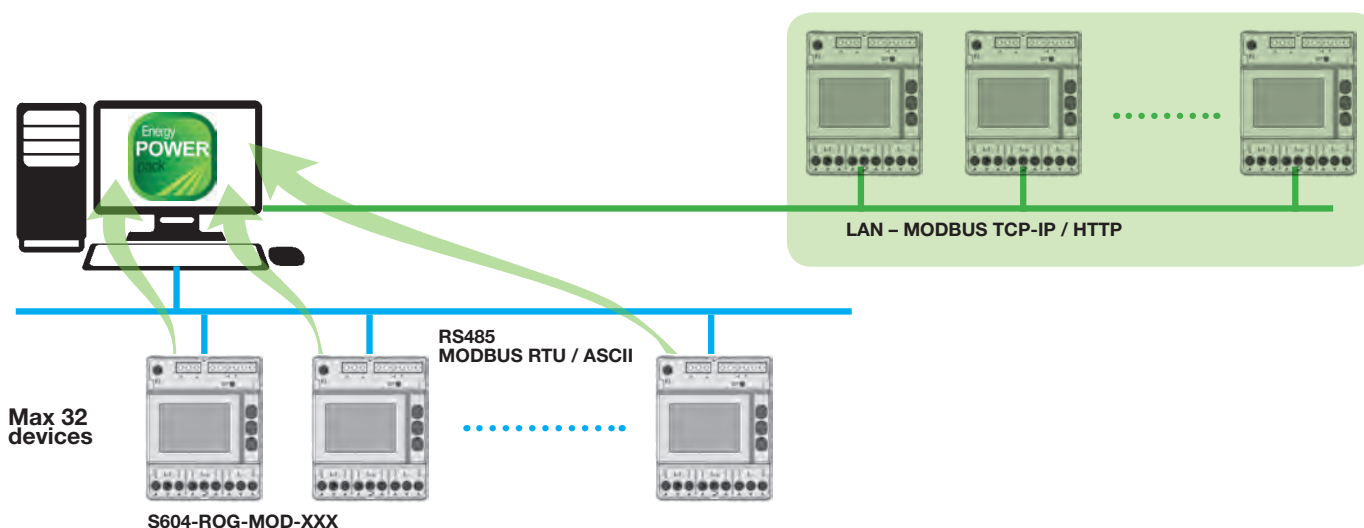 Energy
POWER
pack
LAN – MODBUS TCP-IP / HTTP
RS485
MODBUS RTU / ASCII
Max 32
devices
S604-ROG-MOD-XXX